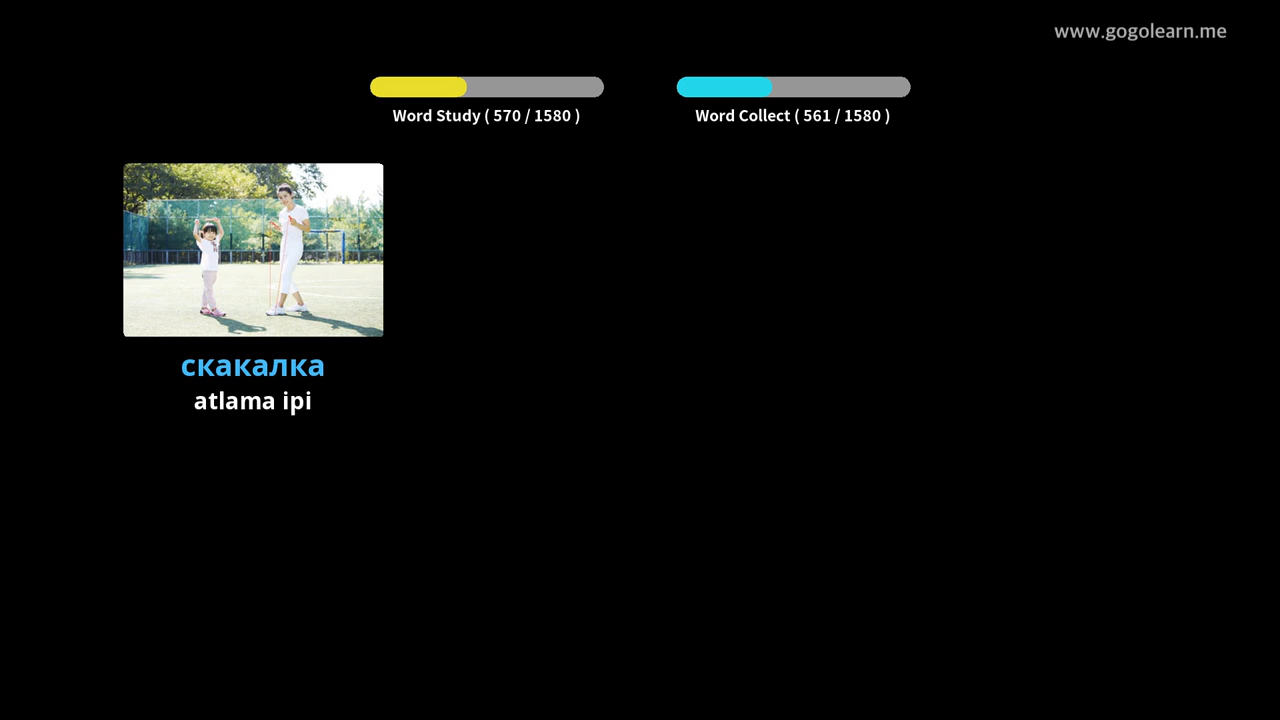 www.gogolearn.me
Word Study ( 570 / 1580 )
Word Collect ( 561 / 1580 )
скакалка
atlama ipi